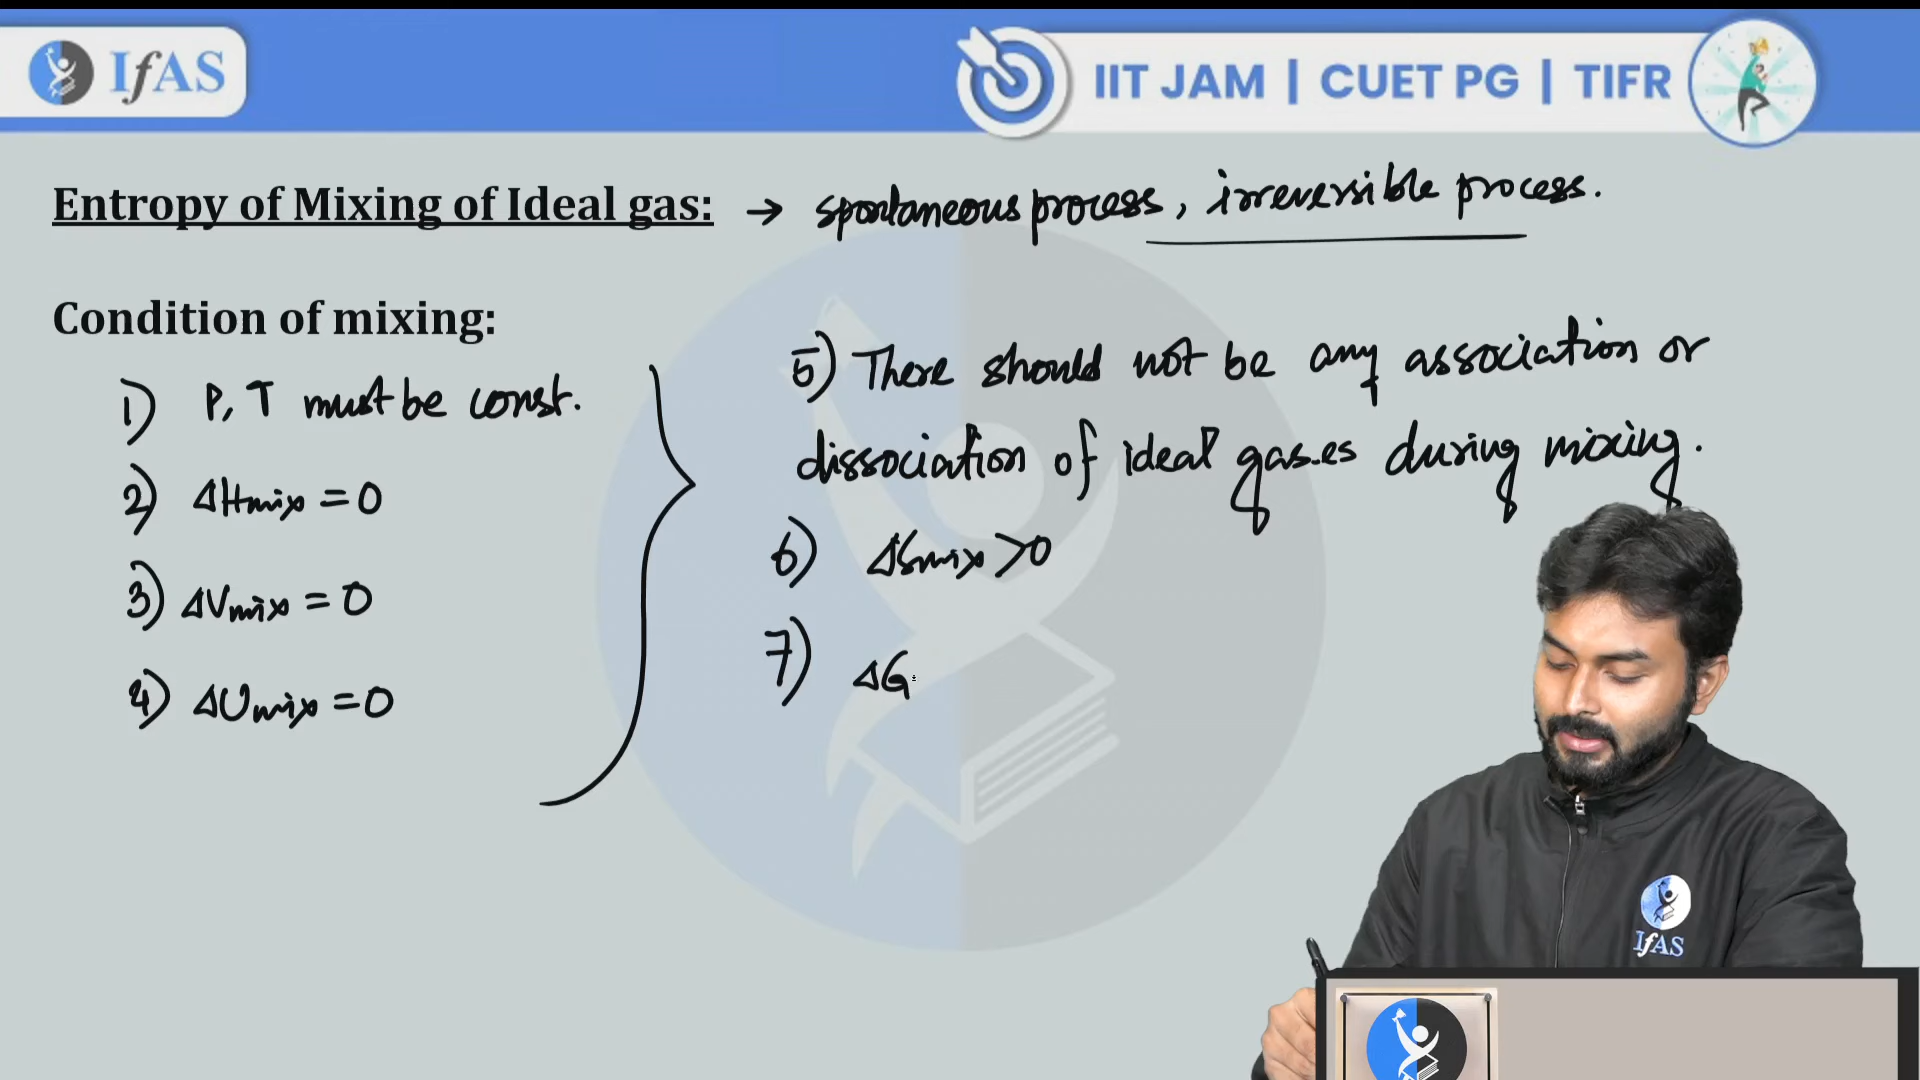 IfAS
IIT JAM | CUET PG | TIFR
Entropy of Mixing of Ideal gas: → spontaneous process, irreversible process.
Condition of mixing:
1) P, T must be const.
2) ΔHmix = 0
3) ΔVmix = 0
4) ΔUmix = 0
5) There should not be any association or
dissociation of ideal gases during mixing.
6) ΔSmix > 0
7) ΔG
IfAS